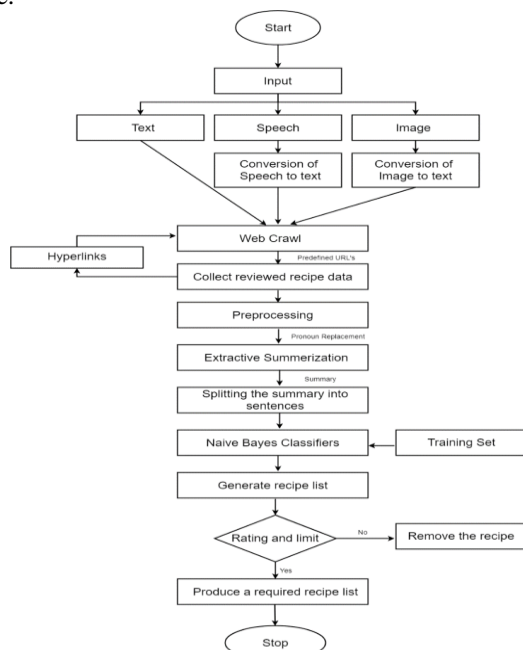 c.
Start
Input
Text
Speech
Image
Conversion of
Speech to text
Conversion of
Image to text
Web Crawl
Hyperlinks
Predefined URL's
Collect reviewed recipe data
Preprocessing
Pronoun Replacement
Extractive Summerization
Summary
Splitting the summary into
sentences
Naive Bayes Classifiers
Training Set
Generate recipe list
Rating and limit
No
Remove the recipe
Yes
Produce a required recipe list
Stop